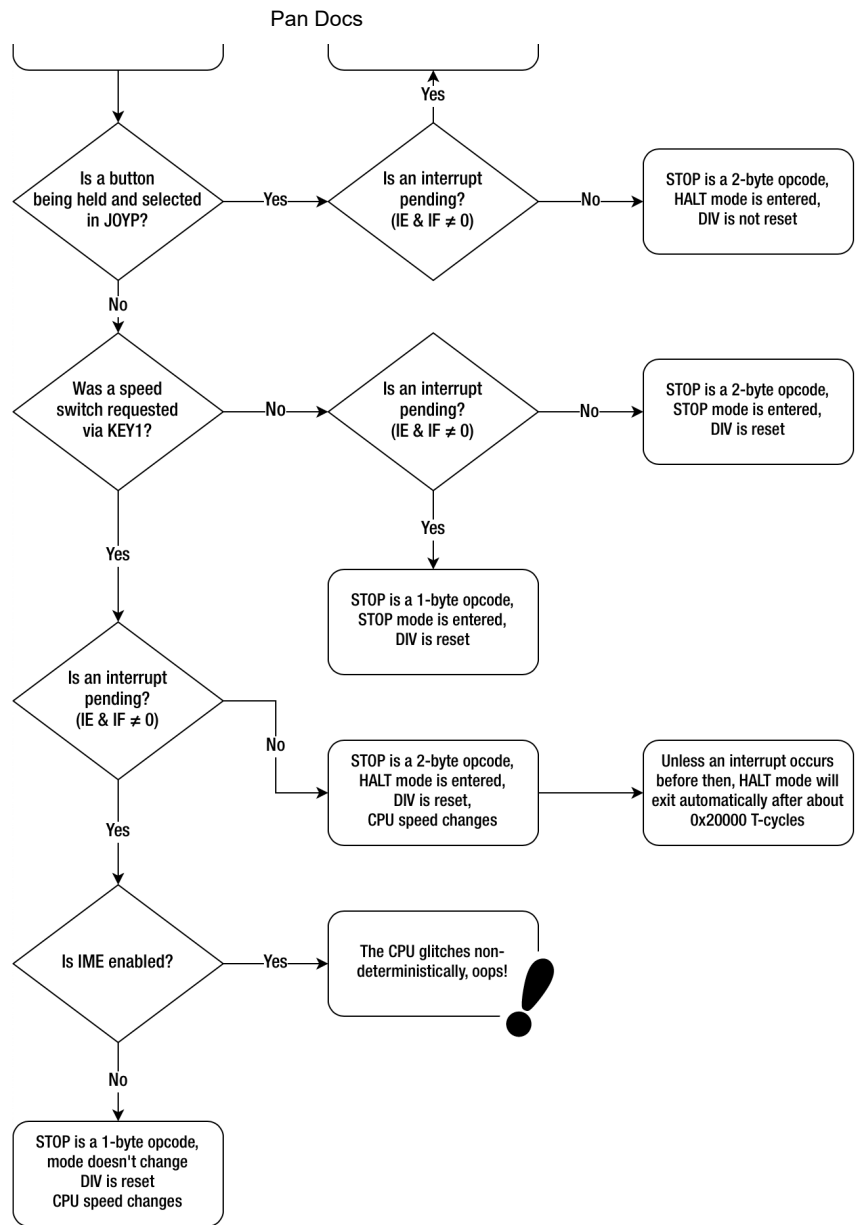 Pan Docs
Yes
Is a button
being held and selected
in JOYP?
Yes
Is an interrupt
pending?
(IE & IF ≠ 0)
No
STOP is a 2-byte opcode,
HALT mode is entered,
DIV is not reset
No
Was a speed
switch requested
via KEY1?
No
Is an interrupt
pending?
(IE & IF ≠ 0)
No
STOP is a 2-byte opcode,
STOP mode is entered,
DIV is reset
Yes
Yes
STOP is a 1-byte opcode,
STOP mode is entered,
DIV is reset
Is an interrupt
pending?
(IE & IF ≠ 0)
No
STOP is a 2-byte opcode,
HALT mode is entered,
DIV is reset,
CPU speed changes
Unless an interrupt occurs
before then, HALT mode will
exit automatically after about
0x20000 T-cycles
Yes
Is IME enabled?
Yes
The CPU glitches non-
deterministically, oops!
No
STOP is a 1-byte opcode,
mode doesn't change
DIV is reset
CPU speed changes